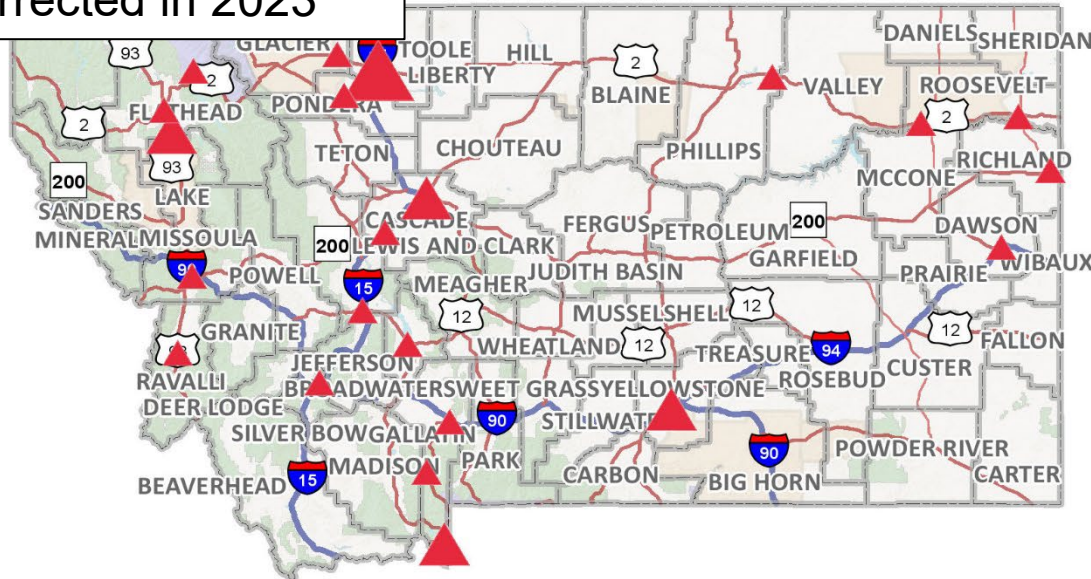 in 2023
93
GLACIER
TOOLE
HILL
2
DANIELS
SHERIDAN
2
LIBERTY
BLAINE
VALLEY
ROOSEVELT
FLATHEAD
PONDERA
2
2
TETON
CHOUTEAU
PHILLIPS
RICHLAND
93
MCCONE
200
LAKE
SANDERS
CASCADE
FERGUS
PETROLEUM
200
DAWSON
MINERAL
MISSOULA
200
LEWIS AND CLARK
GARFIELD
WIBAUX
POWELL
15
MEAGHER
JUDITH BASIN
PRAIRIE
12
MUSSELSHELL
12
GRANITE
WHEATLAND
12
TREASURE
94
12
FALLON
JEFFERSON
CUSTER
RAVALLI
BROADWATER
SWEET GRASS
YELLOWSTONE
ROSEBUD
DEER LODGE
90
STILLWATER
SILVER BOW
GALLATIN
90
POWDER RIVER
MADISON
PARK
CARBON
BIG HORN
CARTER
BEAVERHEAD
15